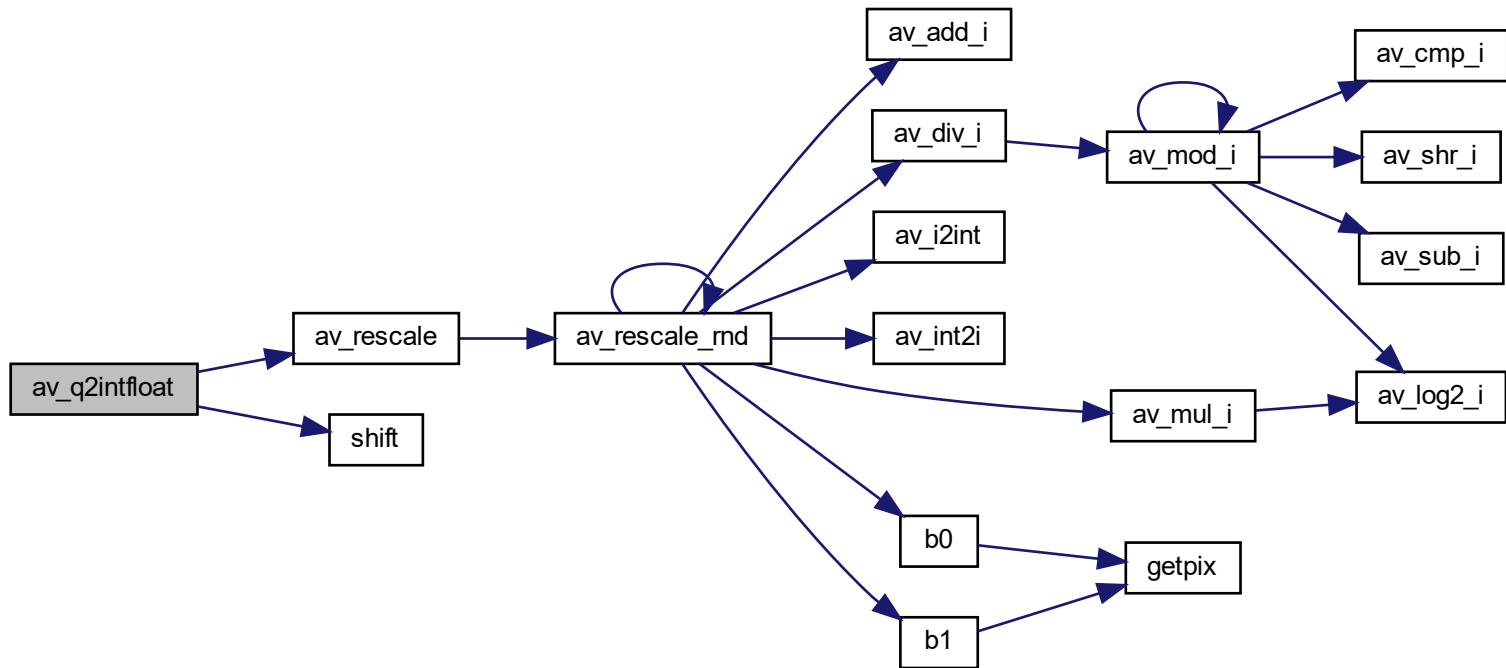 av_q2intfloat
av_rescale
shift
av_rescale_rnd
av_add_i
av_div_i
av_i2int
av_int2i
av_mul_i
b0
b1
av_mod_i
getpix
av_cmp_i
av_shr_i
av_sub_i
av_log2_i